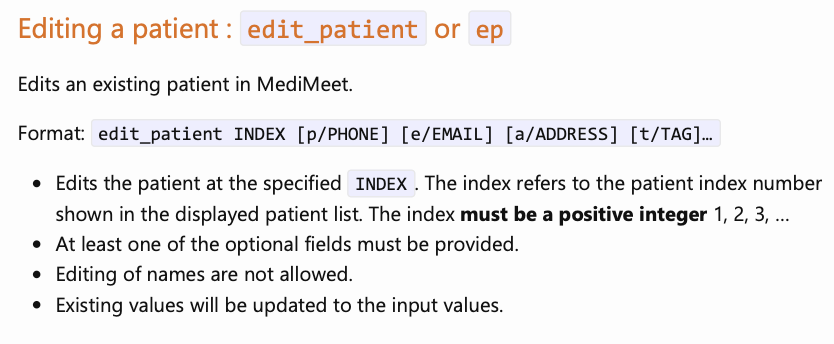 Editing a patient : edit_patient or ep
Edits an existing patient in MediMeet.
Format: edit_patient INDEX [p/PHONE] [e/EMAIL] [a/ADDRESS] [t/TAG]…
• Edits the patient at the specified INDEX . The index refers to the patient index number
shown in the displayed patient list. The index must be a positive integer 1, 2, 3, …
• At least one of the optional fields must be provided.
• Editing of names are not allowed.
• Existing values will be updated to the input values.